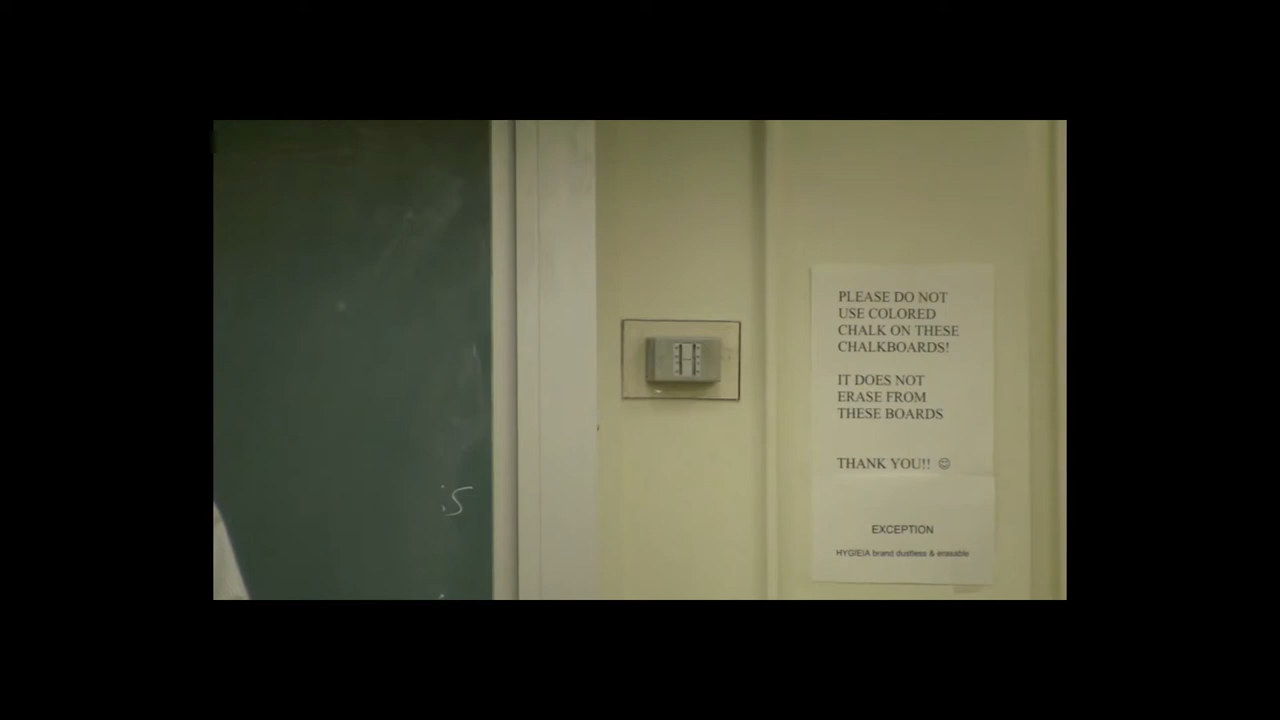 is
PLEASE DO NOT
USE COLORED
CHALK ON THESE
CHALKBOARDS!
IT DOES NOT
ERASE FROM
THESE BOARDS
THANK YOU!! ☺
EXCEPTION
HYGIEIA brand dustless & erasable